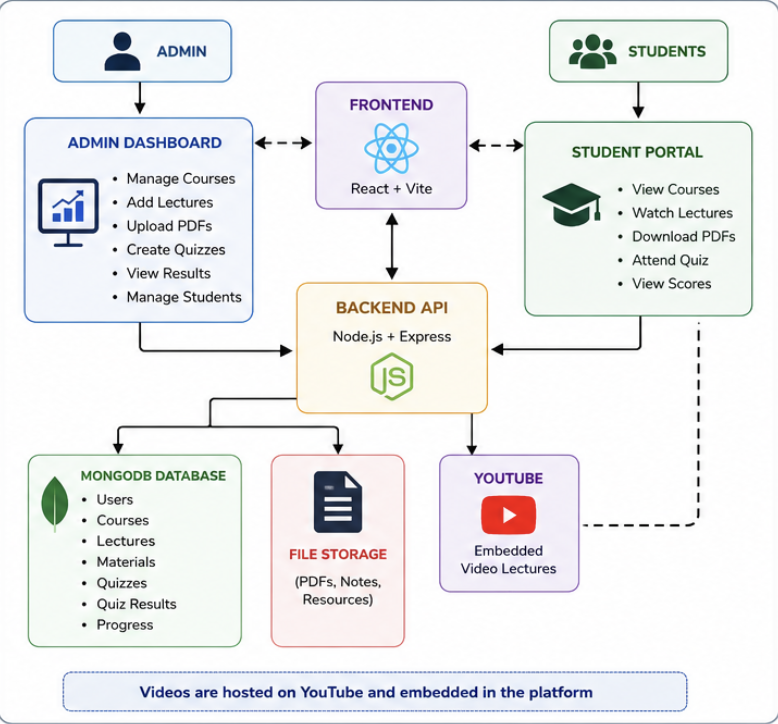 ADMIN
STUDENTS
FRONTEND
React + Vite
ADMIN DASHBOARD
• Manage Courses
• Add Lectures
• Upload PDFs
• Create Quizzes
• View Results
• Manage Students
STUDENT PORTAL
• View Courses
• Watch Lectures
• Download PDFs
• Attend Quiz
• View Scores
BACKEND API
Node.js + Express
JS
MONGODB DATABASE
• Users
• Courses
• Lectures
• Materials
• Quizzes
• Quiz Results
• Progress
FILE STORAGE
(PDFs, Notes,
Resources)
YOUTUBE
Embedded
Video Lectures
Videos are hosted on YouTube and embedded in the platform